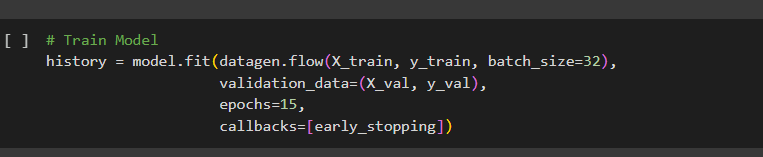 [ ] # Train Model
history = model.fit(datagen.flow(X_train, y_train, batch_size=32),
validation_data=(X_val, y_val),
epochs=15,
callbacks=[early_stopping])